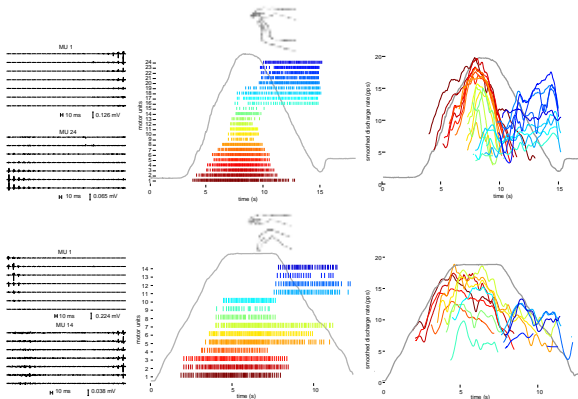 MU 1
10 ms 0.126 mV
MU 24
10 ms 0.065 mV
motor units
24
23
22
21
20
19
18
17
16
15
14
13
12
11
10
9
8
7
6
5
4
3
2
1
0 5 10 15
time (s)
smoothed discharge rate (pps)
20
15
10
5
0
5 10 15
time (s)
MU 1
10 ms 0.224 mV
MU 14
10 ms 0.038 mV
motor units
14
13
12
11
10
9
8
7
6
5
4
3
2
1
0 5 10
time (s)
smoothed discharge rate (pps)
20
15
10
5
0
5 10
time (s)